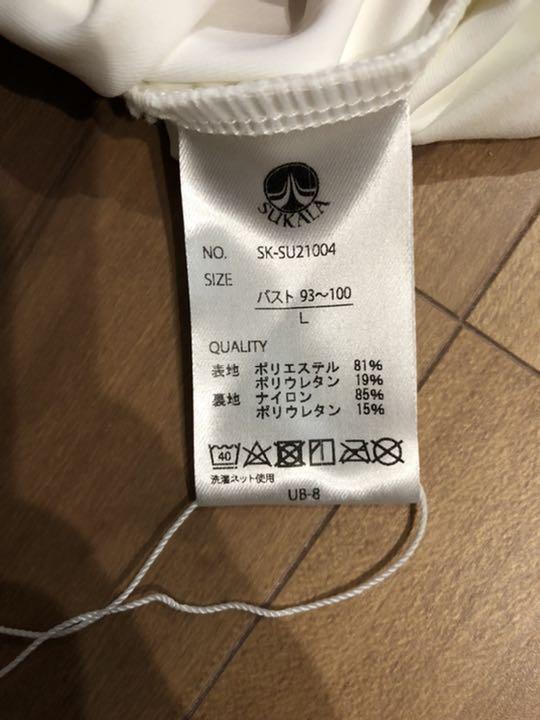 SUKALA
NO. SK-SU21004
SIZE
バスト 93〜100
L
QUALITY
表地 ポリエステル 81%
ポリウレタン 19%
裏地 ナイロン 85%
ポリウレタン 15%
40
洗濯ネット使用
UB-8